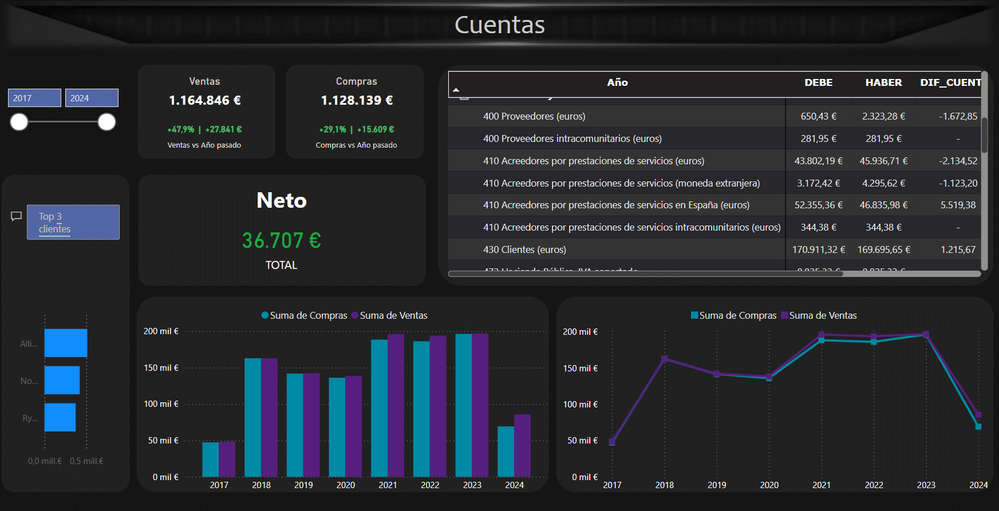 Cuentas
2017
2024
Ventas
1.164.846 €
+47,9% | +27.841 €
Ventas vs Año pasado
Compras
1.128.139 €
+29,1% | +15.609 €
Compras vs Año pasado
Año DEBE HABER DIF_CUENT
400 Proveedores (euros) 650,43 € 2.323,28 € -1.672,85
400 Proveedores intracomunitarios (euros) 281,95 € 281,95 € -
410 Acreedores por prestaciones de servicios (euros) 43.802,19 € 45.936,71 € -2.134,52
410 Acreedores por prestaciones de servicios (moneda extranjera) 3.172,42 € 4.295,62 € -1.123,20
410 Acreedores por prestaciones de servicios en España (euros) 52.355,36 € 46.835,98 € 5.519,38
410 Acreedores por prestaciones de servicios intracomunitarios (euros) 344,38 € 344,38 € -
430 Clientes (euros) 170.911,32 € 169.695,65 € 1.215,67
Top 3
clientes
Alli...
No...
Ry...
0,0 mill.€ 0,5 mill.€
Neto
36.707 €
TOTAL
Suma de Compras Suma de Ventas
200 mil €
150 mil €
100 mil €
50 mil €
0 mil €
2017 2018 2019 2020 2021 2022 2023 2024
Suma de Compras Suma de Ventas
200 mil €
150 mil €
100 mil €
50 mil €
0 mil €
2017 2018 2019 2020 2021 2022 2023 2024